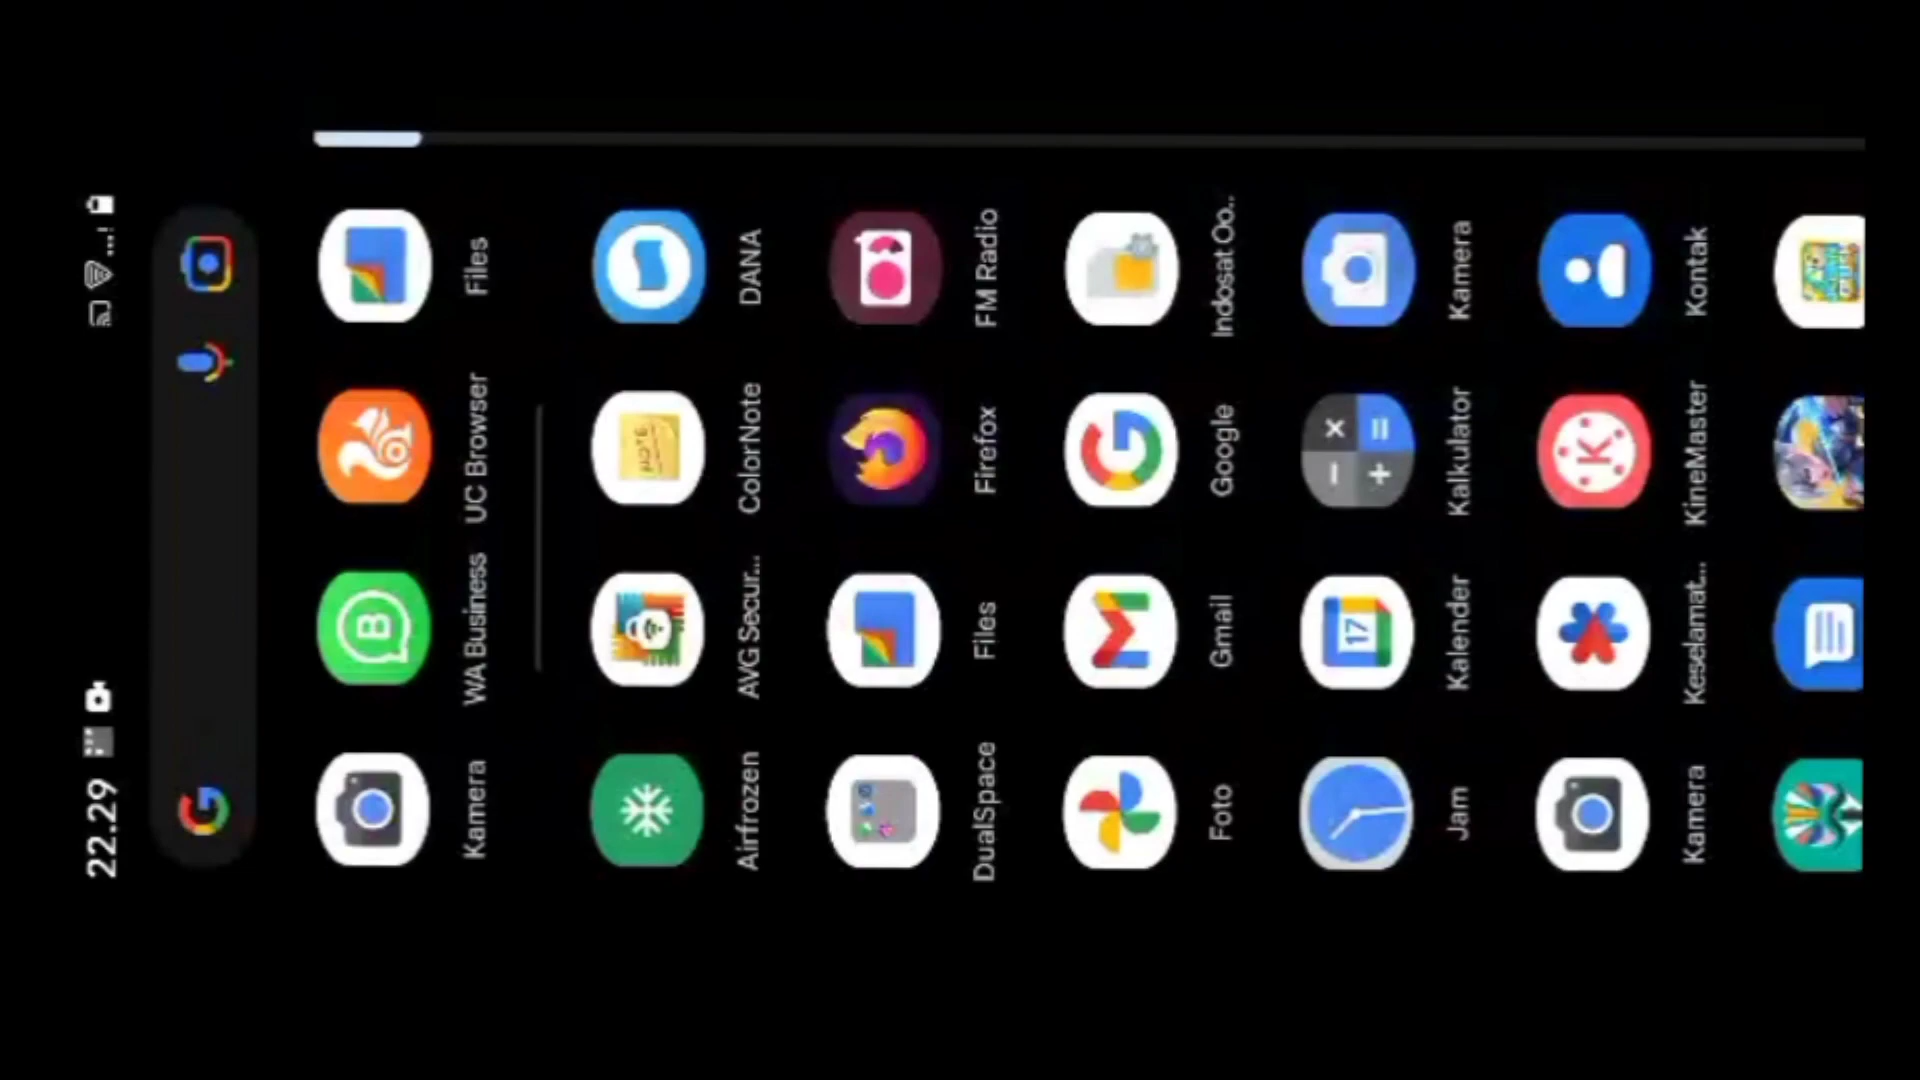 22.29
Kamera WA Business UC Browser Files
Airfrozen AVG Secur... ColorNote DANA
DualSpace Files Firefox FM Radio
Foto Gmail Google Indosat Oo..
Jam Kalender Kalkulator Kamera
17
Kamera Keselamat... KineMaster Kontak